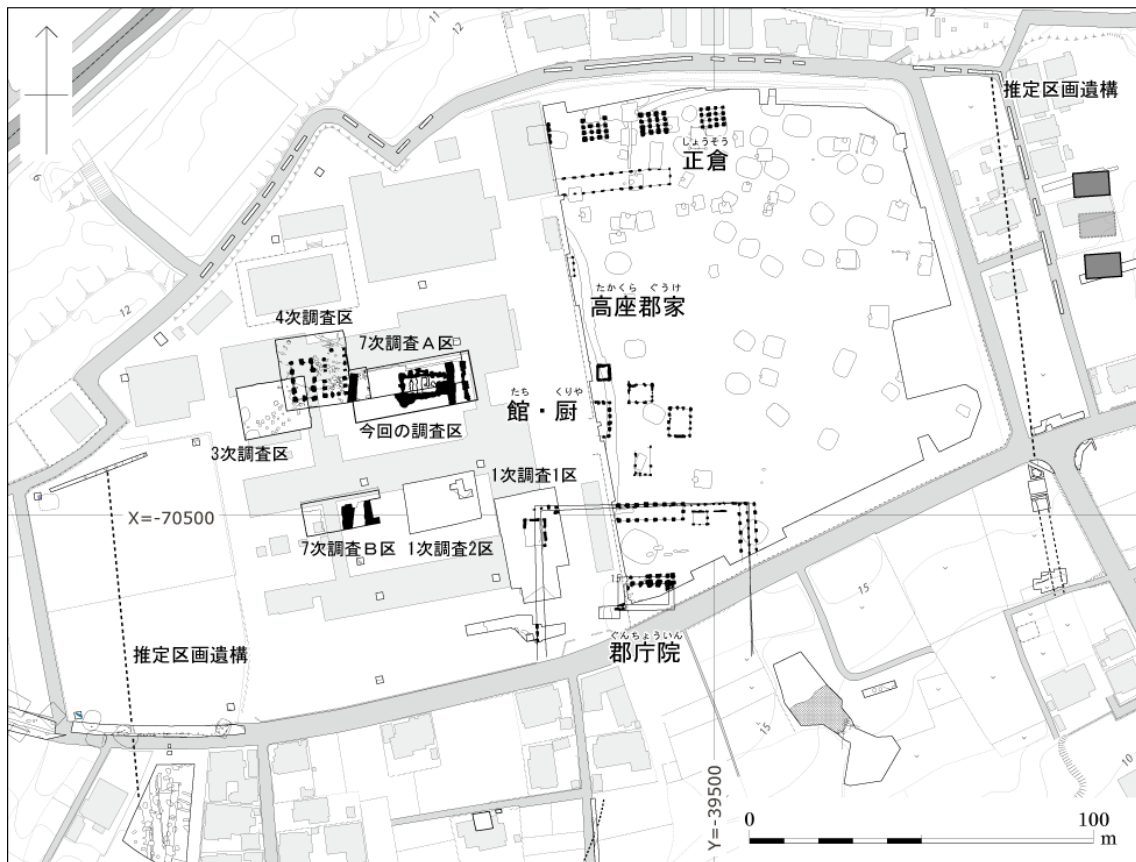 11
12
15
12
推定区画遺構
しょうそう
正倉
9
たかくら ぐうけ
高座郡家
12
4次調査区
7次調査A区
たち くりや
館・厨
今回の調査区
3次調査区
1次調査1区
X=-70500
7次調査B区
1次調査2区
15
15
ぐんちょういん
郡庁院
推定区画遺構
15
10
Y=-39500
0 100
m